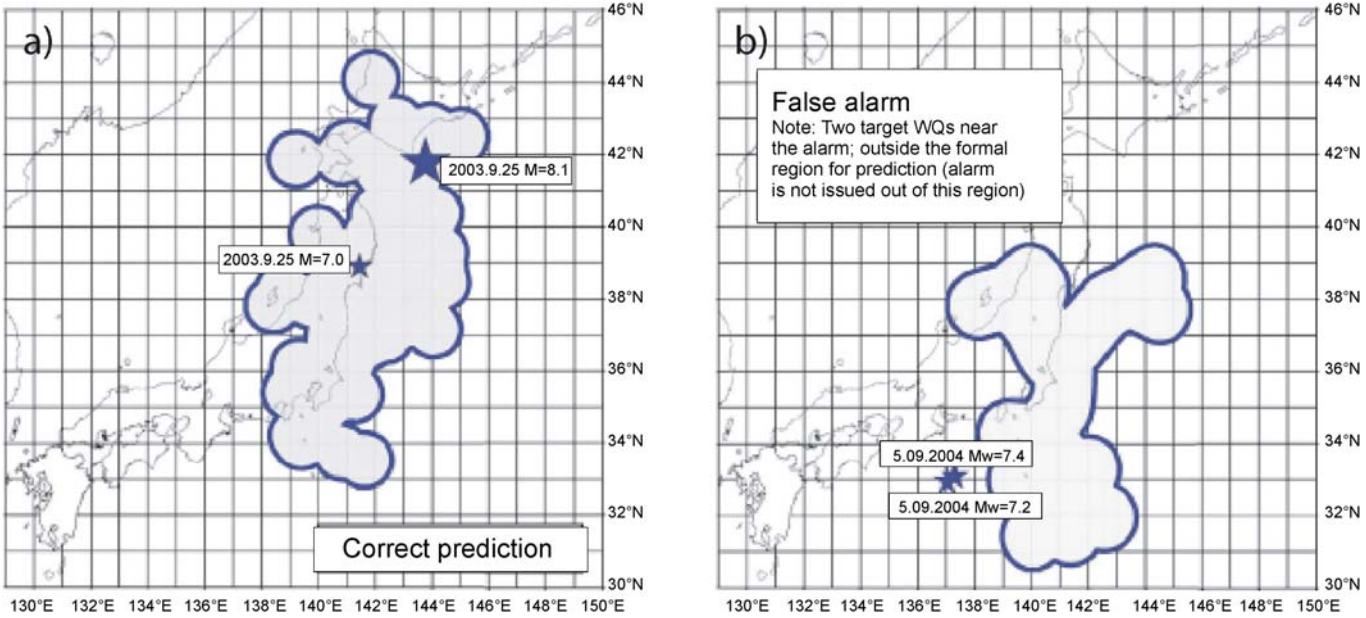 a)
2003.9.25 M=8.1
2003.9.25 M=7.0
Correct prediction
46°N
44°N
42°N
40°N
38°N
36°N
34°N
32°N
30°N
130°E 132°E 134°E 136°E 138°E 140°E 142°E 144°E 146°E 148°E 150°E
b)
False alarm
Note: Two target WQs near
the alarm; outside the formal
region for prediction (alarm
is not issued out of this region)
5.09.2004 Mw=7.4
5.09.2004 Mw=7.2
46°N
44°N
42°N
40°N
38°N
36°N
34°N
32°N
30°N
130°E 132°E 134°E 136°E 138°E 140°E 142°E 144°E 146°E 148°E 150°E